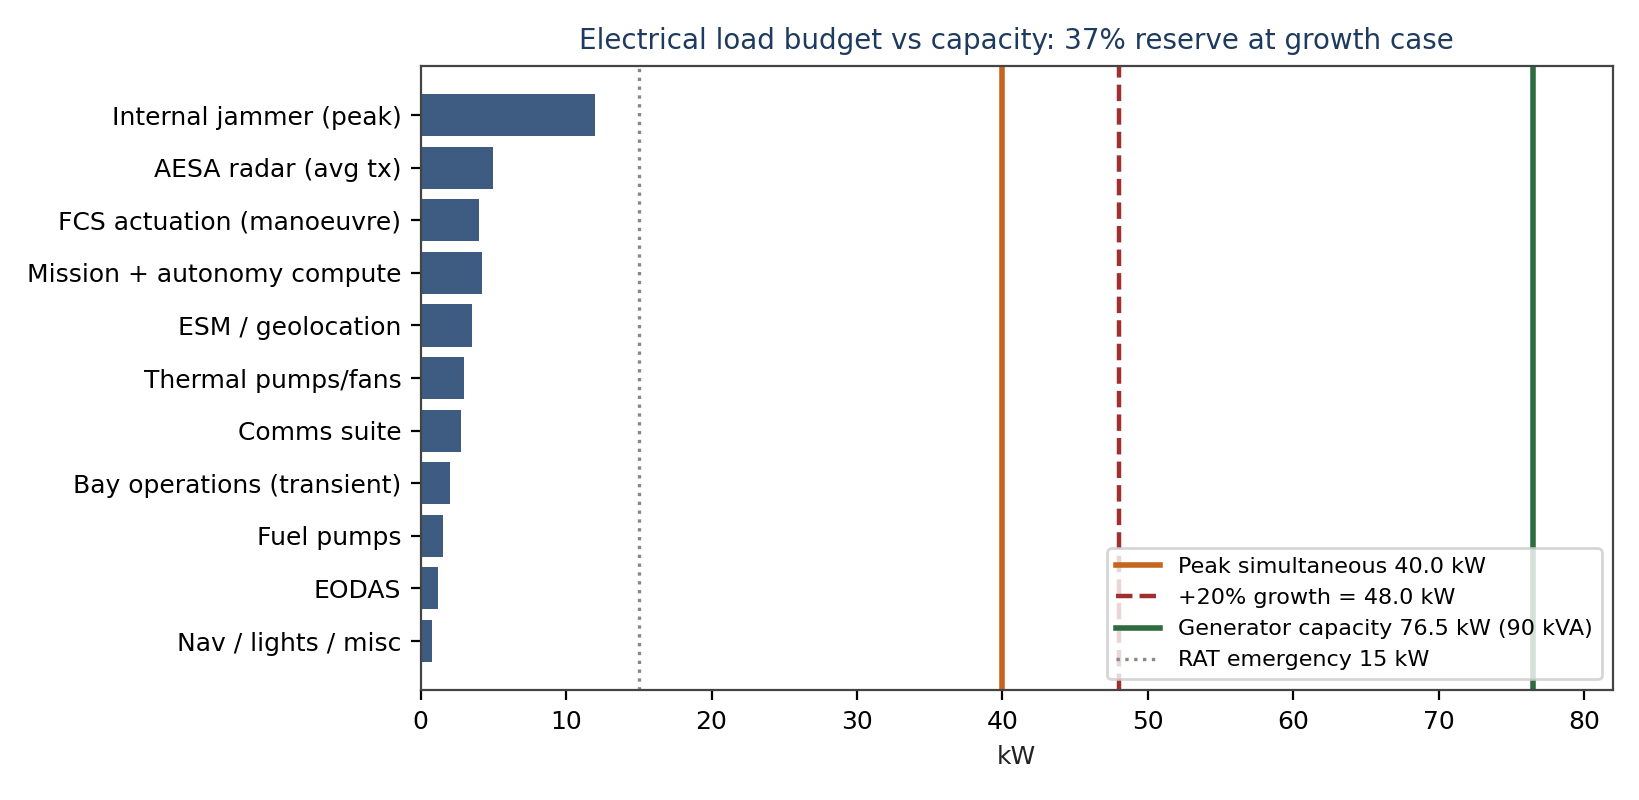 Electrical load budget vs capacity: 37% reserve at growth case
Internal jammer (peak)
AESA radar (avg tx)
FCS actuation (manoeuvre)
Mission + autonomy compute
ESM / geolocation
Thermal pumps/fans
Comms suite
Bay operations (transient)
Fuel pumps
EODAS
Nav / lights / misc
Peak simultaneous 40.0 kW
+20% growth = 48.0 kW
Generator capacity 76.5 kW (90 kVA)
RAT emergency 15 kW
0 10 20 30 40 50 60 70 80
kW